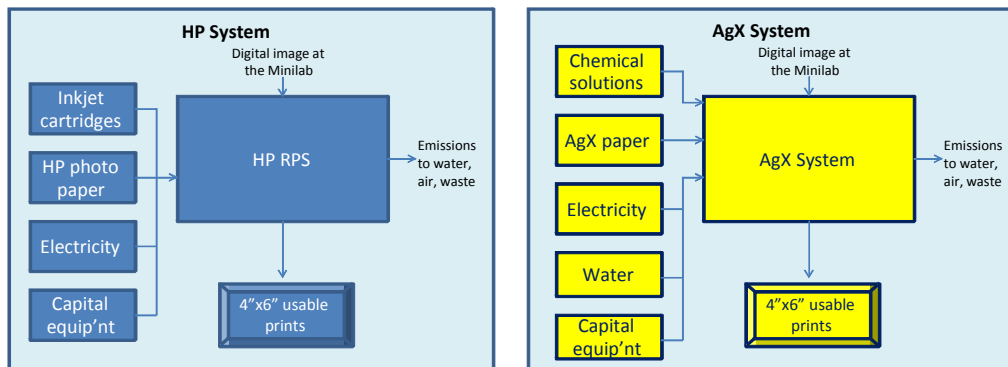 HP System
Digital image at
the Minilab
Inkjet
cartridges
HP photo
paper
Electricity
Capital
equip'nt
HP RPS
Emissions
to water,
air, waste
4”x6” usable
prints
AgX System
Digital image at
the Minilab
Chemical
solutions
AgX paper
Electricity
Water
Capital
equip'nt
AgX System
Emissions
to water,
air, waste
4”x6” usable
prints